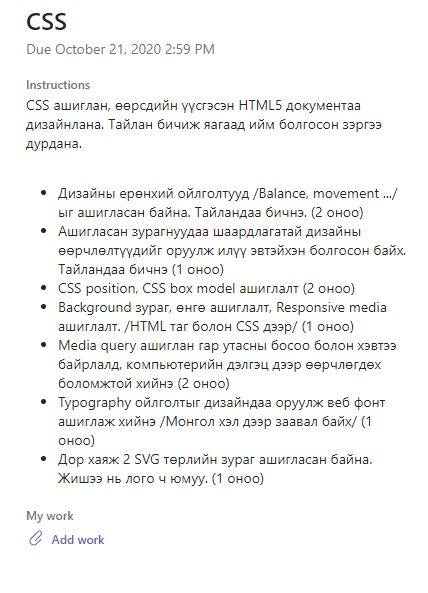 CSS
Due October 21, 2020 2:59 PM
Instructions
CSS ашиглан, өөрсдийн үүсгэсэн HTML5 документаа
дизайнлана. Тайлан бичиж яагаад ийм болгосон зэргээ
дурдана.
• Дизайны ерөнхий ойлголтууд /Balance, movement .../
ыг ашигласан байна. Тайландаа бичнэ. (2 оноо)
• Ашигласан зурагнуудаа шаардлагатай дизайны
өөрчлөлтүүдийг оруулж илүү эвтэйхэн болгосон байх.
Тайландаа бичнэ (1 оноо)
• CSS position, CSS box model ашиглалт (2 оноо)
• Background зураг, өнгө ашиглалт, Responsive media
ашиглалт. /HTML таг болон CSS дээр/ (1 оноо)
• Media query ашиглан гар утасны босоо болон хэвтээ
байрлалд, компьютерийн дэлгэц дээр өөрчлөгдөх
боломжтой хийнэ (2 оноо)
• Typography ойлголтыг дизайндаа оруулж веб фонт
ашиглаж хийнэ /Монгол хэл дээр заавал байх/ (1
оноо)
• Дор хаяж 2 SVG төрлийн зураг ашигласан байна.
Жишээ нь лого ч юмуу. (1 оноо)
My work
Add work